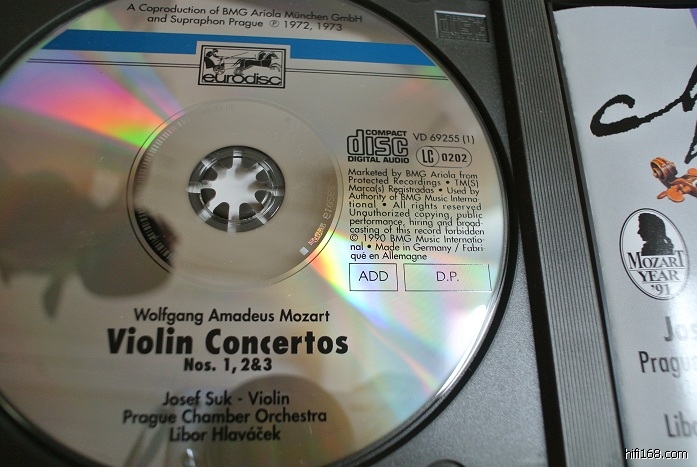 A Coproduction of BMG Ariola München GmbH
and Supraphon Prague ℗ 1972, 1973
eurodisc
COMPACT
disc
DIGITAL AUDIO
VD 69255 (1)
LC 0202
Marketed by BMG Ariola from
Protected Recordings • TM(S)
Marca(s) Registradas • Used by
Authority of BMG Music Interna-
tional • All rights reserved
Unauthorized copying, public
performance, hiring and broad-
casting of this record forbidden
© 1990 BMG Music Internatio-
nal • Made in Germany / Fabri-
qué en Allemagne
ADD
D.P.
Wolfgang Amadeus Mozart
Violin Concertos
Nos. 1, 2&3
Josef Suk - Violin
Prague Chamber Orchestra
Libor Hlaváček
MOZART
YEAR
'91
Prague
hifi168.com